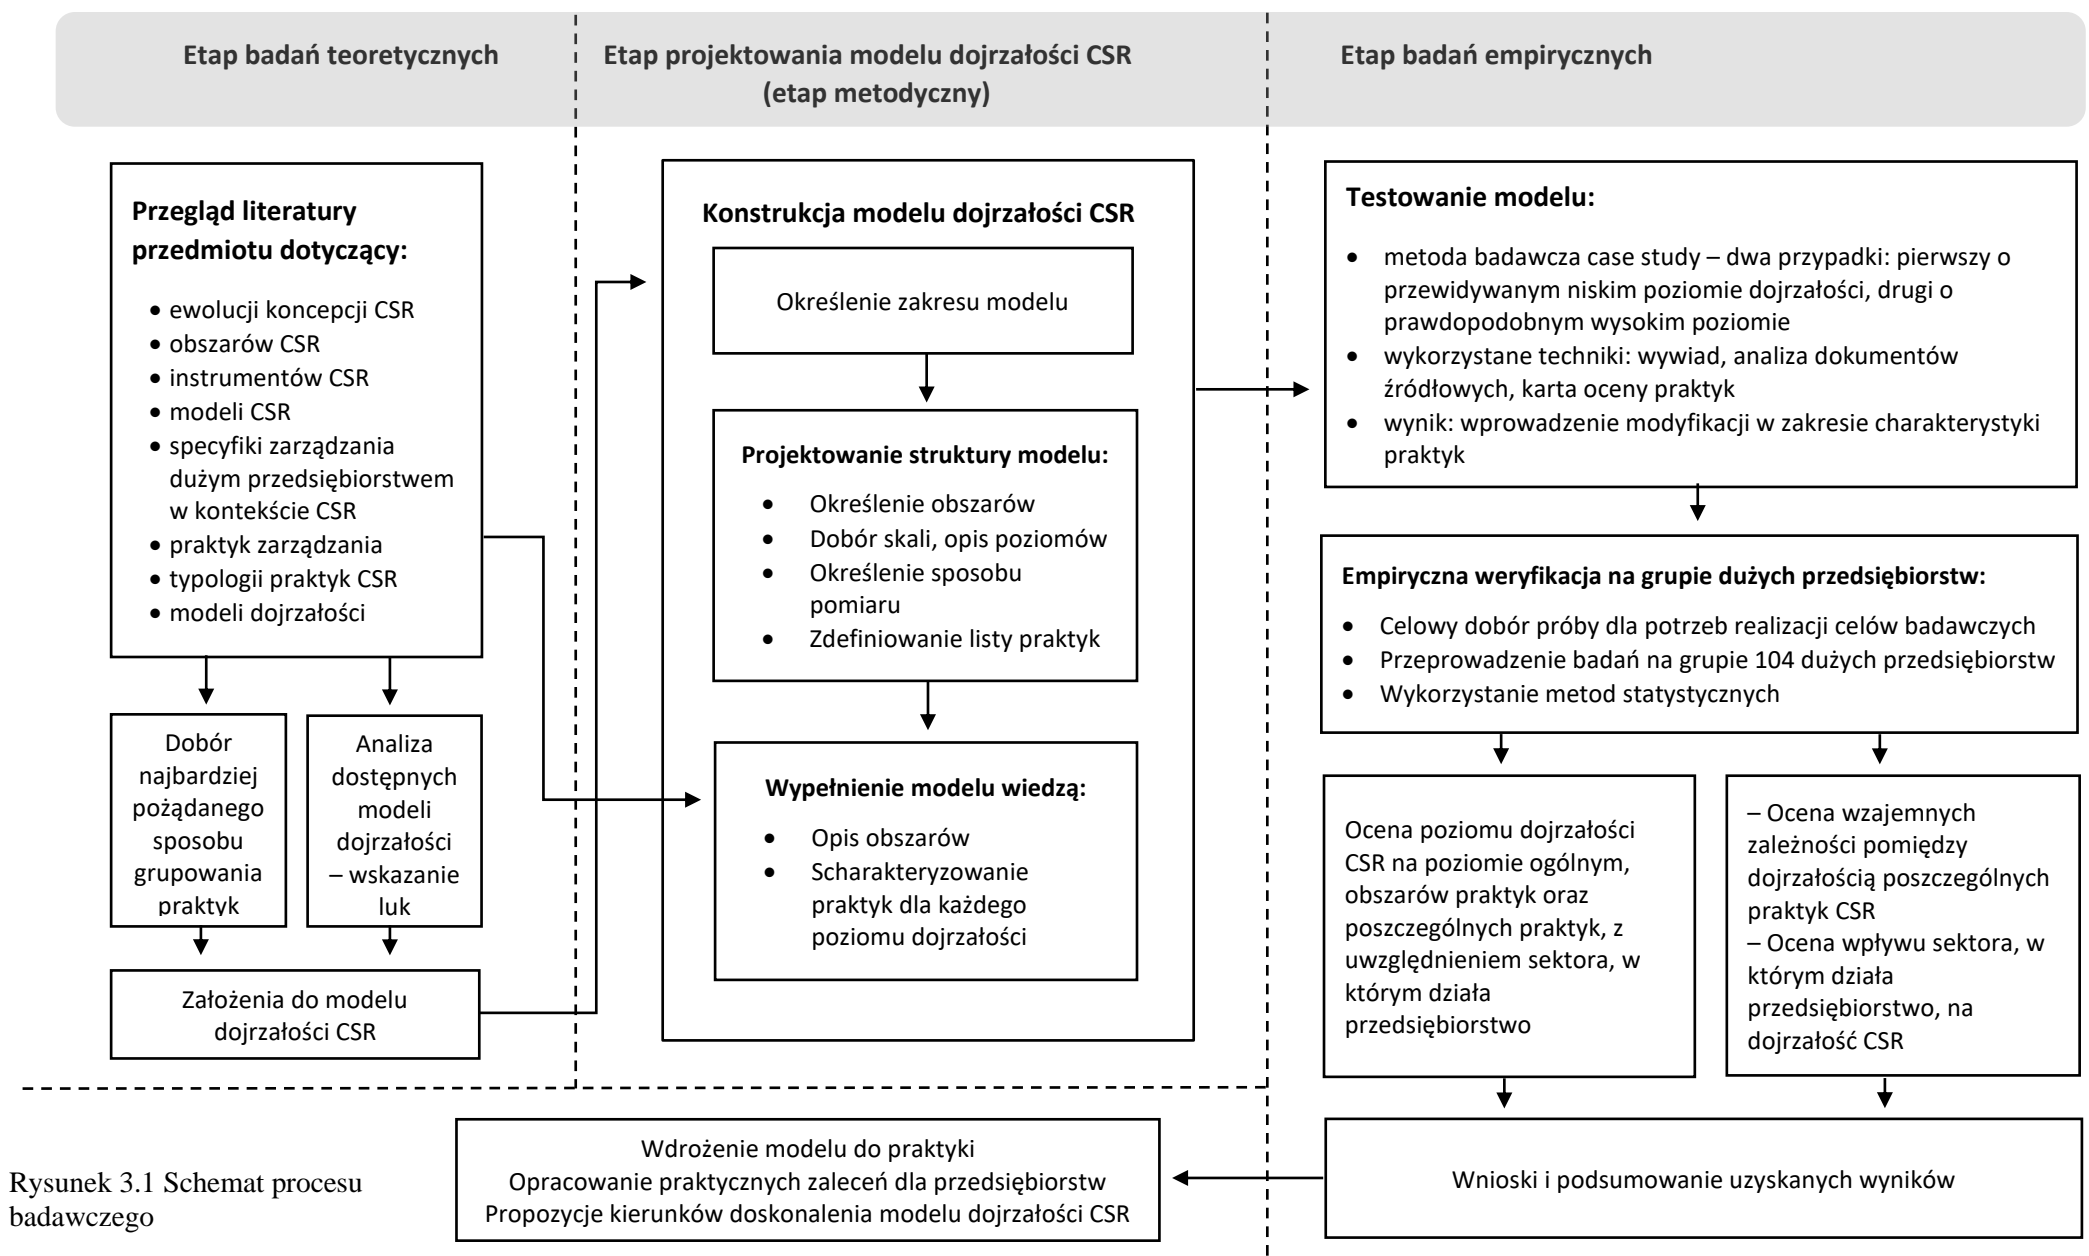 Etap badań teoretycznych
Etap projektowania modelu dojrzałości CSR
(etap metodyczny)
Etap badań empirycznych
Przegląd literatury
przedmiotu dotyczący:
• ewolucji koncepcji CSR
• obszarów CSR
• instrumentów CSR
• modeli CSR
• specyfiki zarządzania
dużym przedsiębiorstwem
w kontekście CSR
• praktyk zarządzania
• typologii praktyk CSR
• modeli dojrzałości
Dobór
najbardziej
pożądanego
sposobu
grupowania
praktyk
Analiza
dostępnych
modeli
dojrzałości
– wskazanie
luk
Założenia do modelu
dojrzałości CSR
Konstrukcja modelu dojrzałości CSR
Określenie zakresu modelu
Projektowanie struktury modelu:
• Określenie obszarów
• Dobór skali, opis poziomów
• Określenie sposobu
pomiaru
• Zdefiniowanie listy praktyk
Wypełnienie modelu wiedzą:
• Opis obszarów
• Scharakteryzowanie
praktyk dla każdego
poziomu dojrzałości
Testowanie modelu:
• metoda badawcza case study – dwa przypadki: pierwszy o
przewidywanym niskim poziomie dojrzałości, drugi o
prawdopodobnym wysokim poziomie
• wykorzystane techniki: wywiad, analiza dokumentów
źródłowych, karta oceny praktyk
• wynik: wprowadzenie modyfikacji w zakresie charakterystyki
praktyk
Empiryczna weryfikacja na grupie dużych przedsiębiorstw:
• Celowy dobór próby dla potrzeb realizacji celów badawczych
• Przeprowadzenie badań na grupie 104 dużych przedsiębiorstw
• Wykorzystanie metod statystycznych
Ocena poziomu dojrzałości
CSR na poziomie ogólnym,
obszarów praktyk oraz
poszczególnych praktyk, z
uwzględnieniem sektora, w
którym działa
przedsiębiorstwo
– Ocena wzajemnych
zależności pomiędzy
dojrzałością poszczególnych
praktyk CSR
– Ocena wpływu sektora, w
którym działa
przedsiębiorstwo, na
dojrzałość CSR
Wnioski i podsumowanie uzyskanych wyników
Wdrożenie modelu do praktyki
Opracowanie praktycznych zaleceń dla przedsiębiorstw
Propozycje kierunków doskonalenia modelu dojrzałości CSR
Rysunek 3.1 Schemat procesu
badawczego